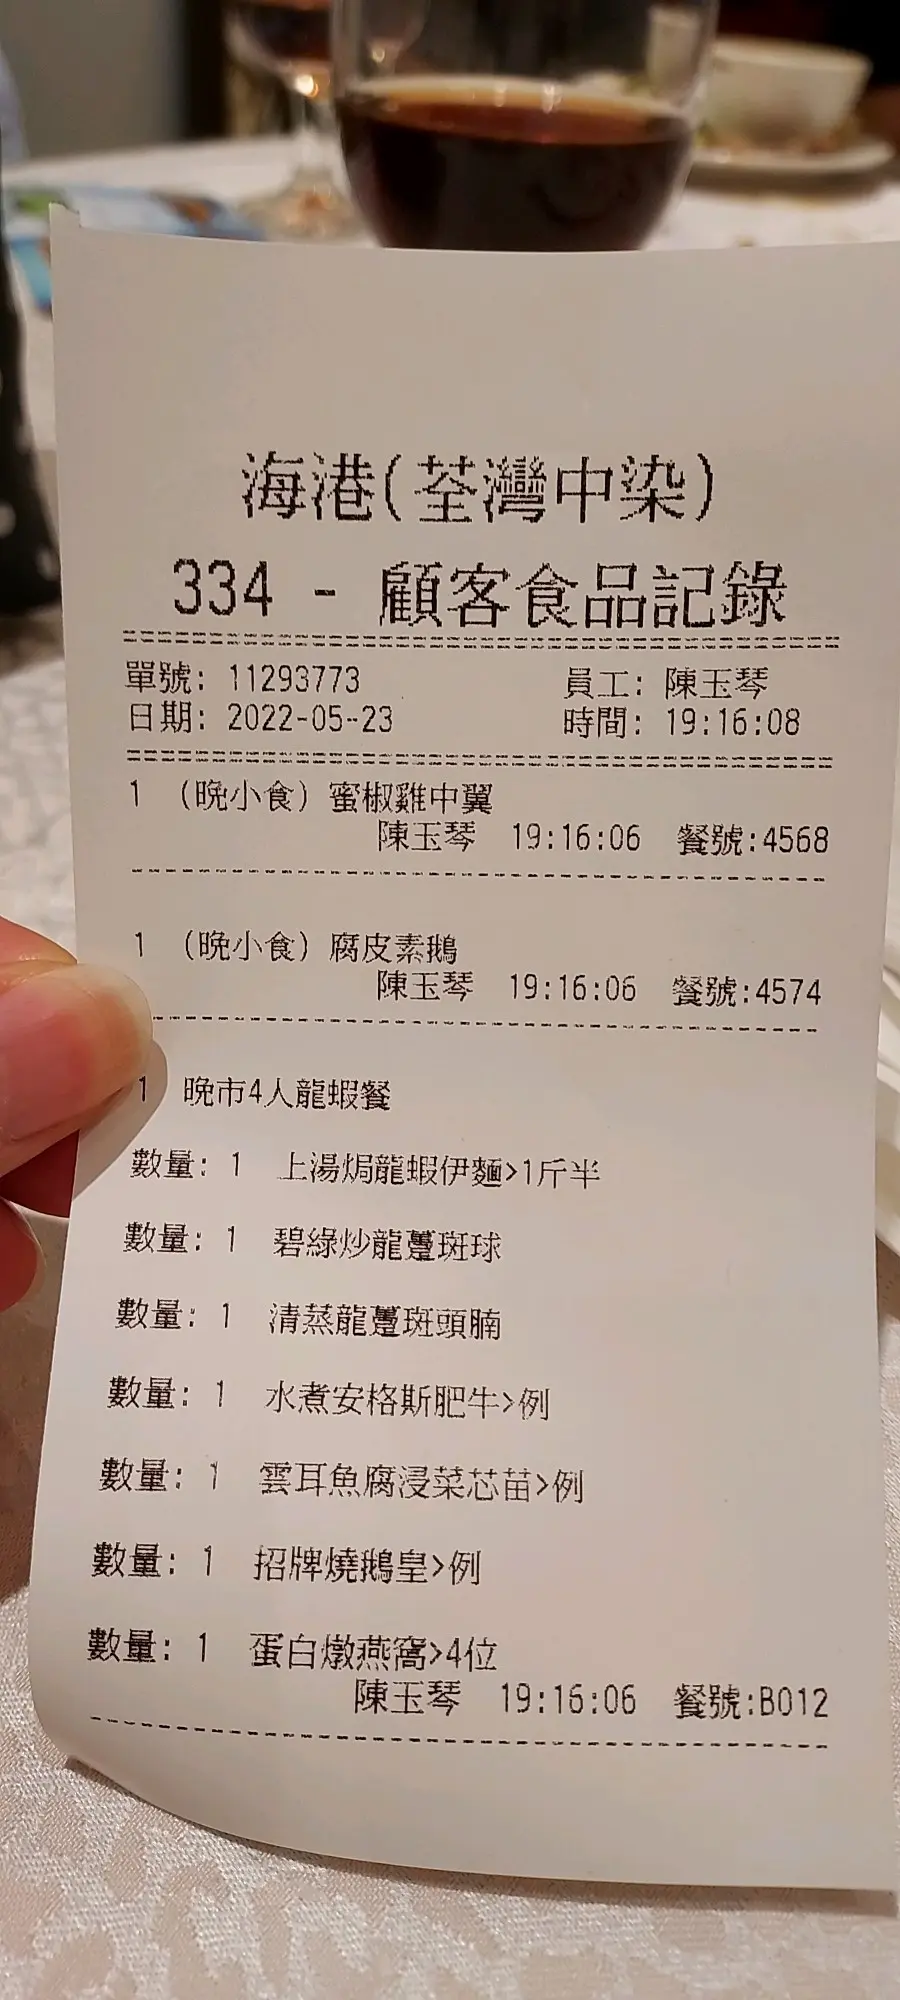 海港(荃灣中染)
334 - 顧客食品記錄
單號: 11293773 員工: 陳玉琴
日期: 2022-05-23 時間: 19:16:08
1 (晚小食) 蜜椒雞中翼
陳玉琴 19:16:06 餐號:4568
1 (晚小食) 腐皮素鵝
陳玉琴 19:16:06 餐號:4574
1 晚市4人龍蝦餐
數量: 1 上湯焗龍蝦伊麵>1斤半
數量: 1 碧綠炒龍躉斑球
數量: 1 清蒸龍躉斑頭腩
數量: 1 水煮安格斯肥牛>例
數量: 1 雲耳魚腐浸菜芯苗>例
數量: 1 招牌燒鵝皇>例
數量: 1 蛋白燉燕窩>4位
陳玉琴 19:16:06 餐號:B012